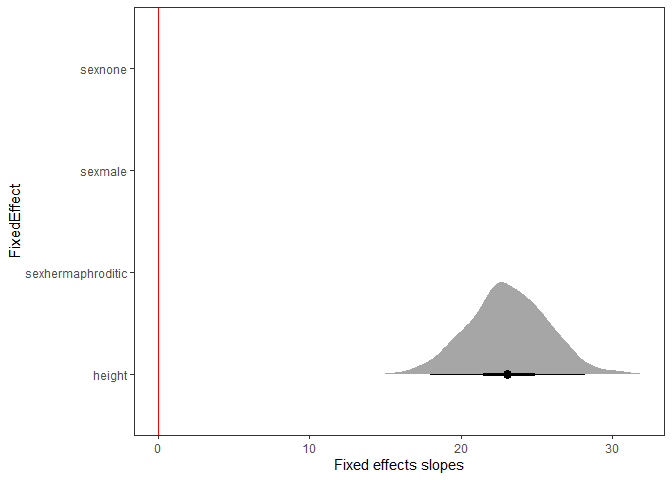 FixedEffect
sexnone
sexmale
sexhermaphroditic
height
0 10 20 30
Fixed effects slopes